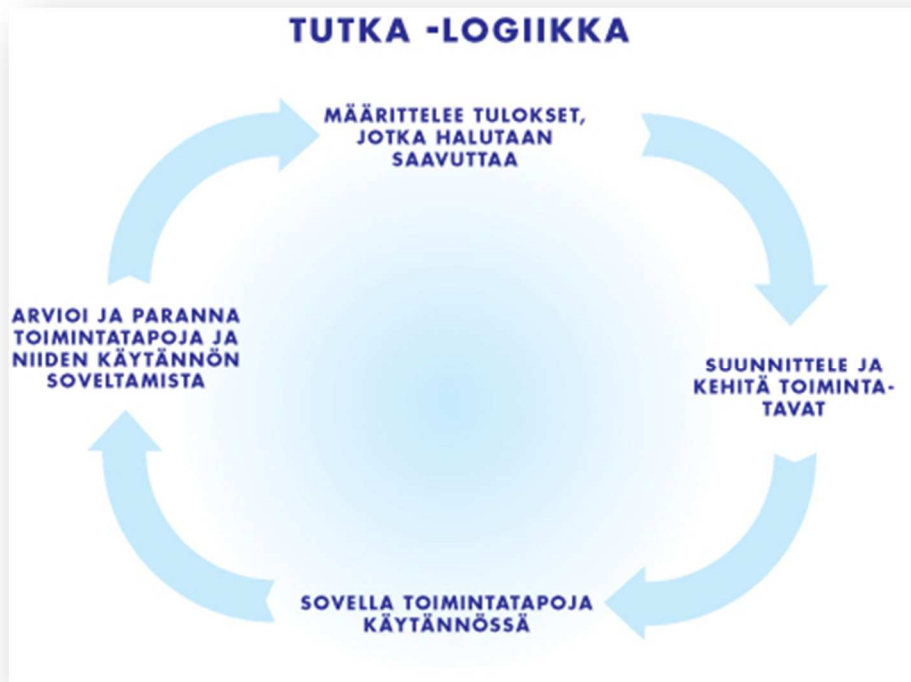 TUTKA -LOGIIKKA
MÄÄRITTELEE TULOKSET,
JOTKA HALUTAAN
SAAVUTTAA
SUUNNITTELE JA
KEHITÄ TOIMINTA-
TAVAT
SOVELLA TOIMINTATAPOJA
KÄYTÄNNÖSSÄ
ARVIOI JA PARANNA
TOIMINTATAPOJA JA
NIIDEN KÄYTÄNNÖN
SOVELTAMISTA